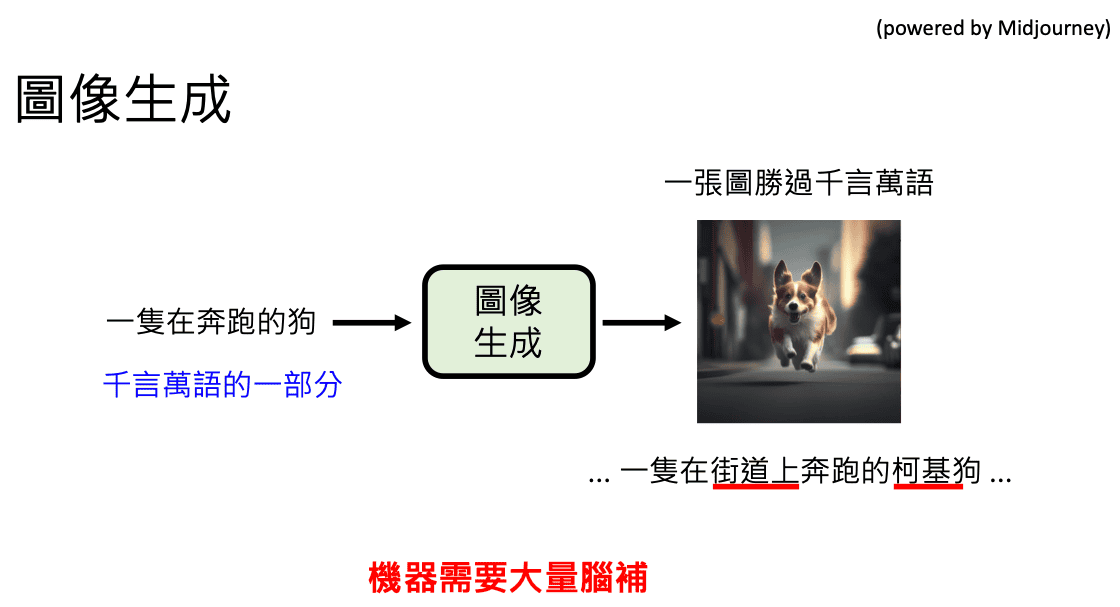 (powered by Midjourney)
圖像生成
一張圖勝過千言萬語
一隻在奔跑的狗
圖像
生成
千言萬語的一部分
... 一隻在街道上奔跑的柯基狗 ...
機器需要大量腦補